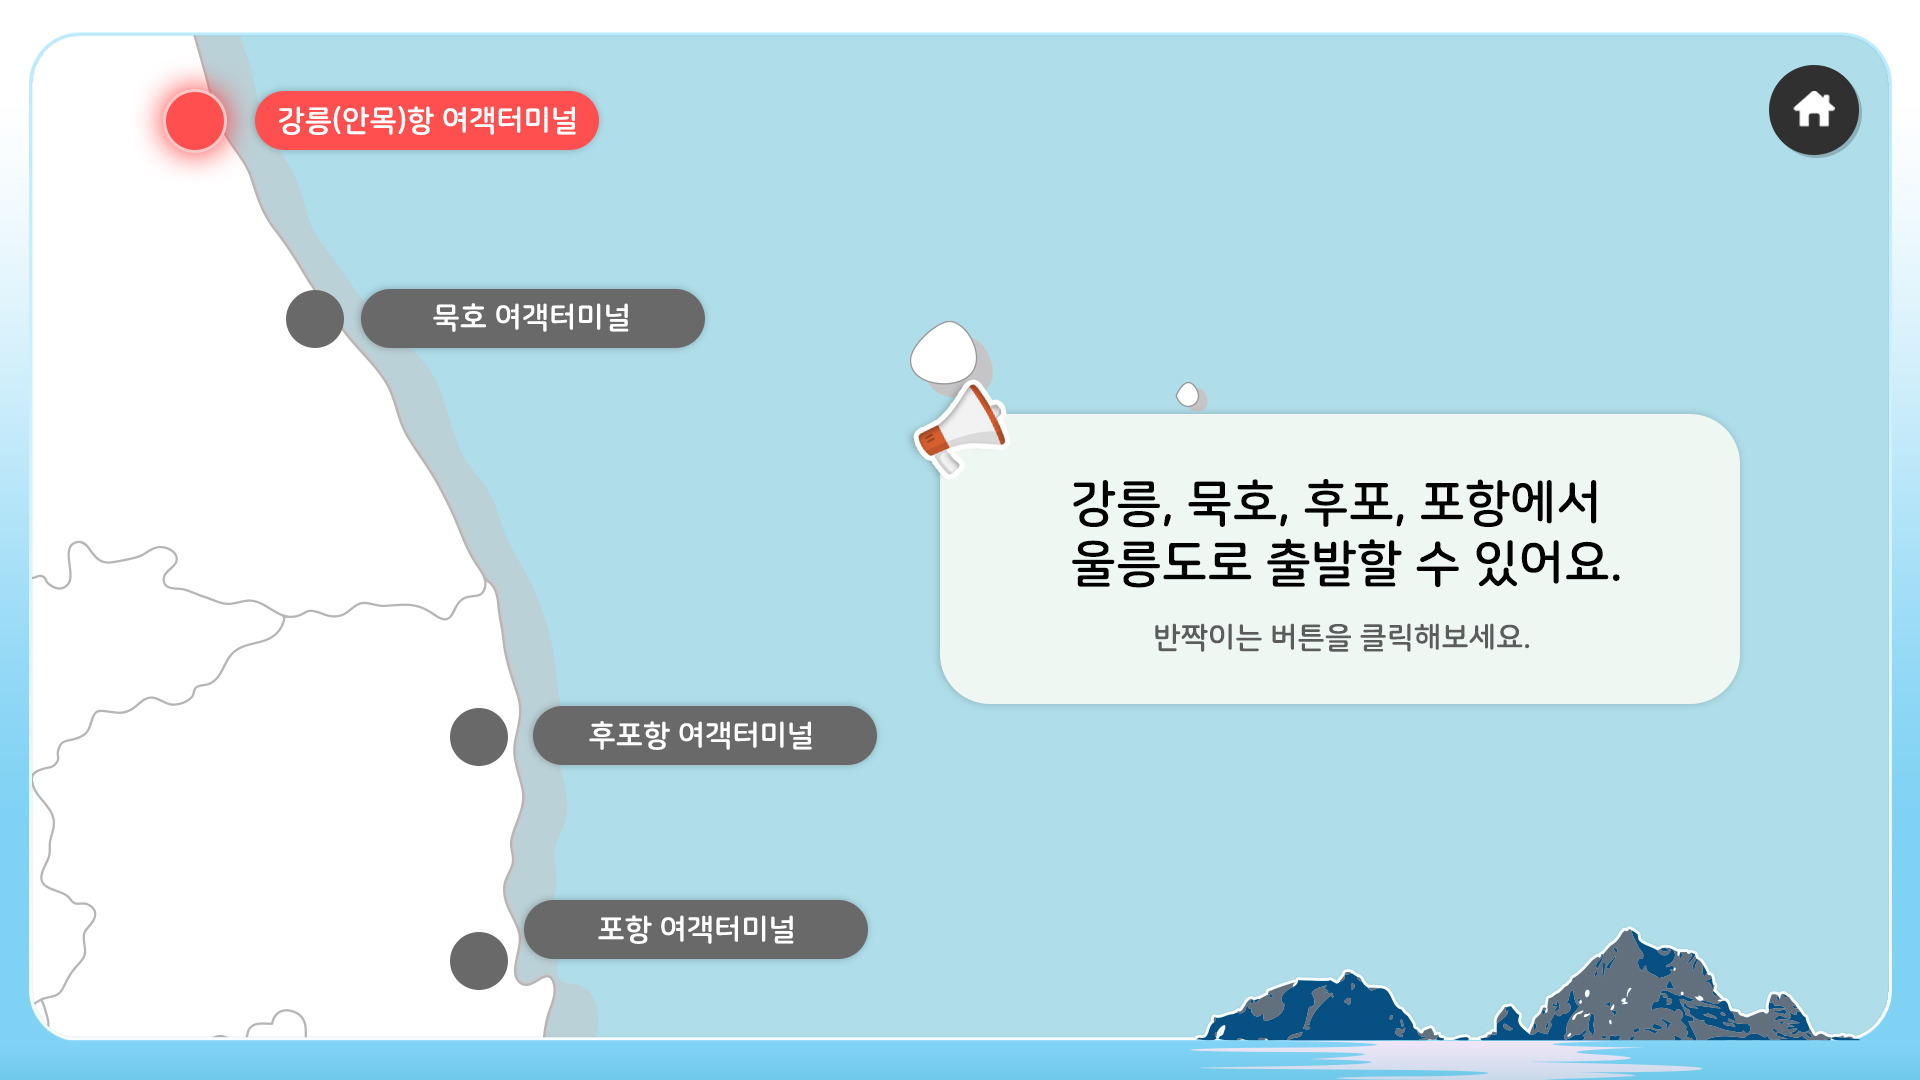 강릉(안목)항 여객터미널
묵호 여객터미널
강릉, 묵호, 후포, 포항에서
울릉도로 출발할 수 있어요.
반짝이는 버튼을 클릭해보세요.
후포항 여객터미널
포항 여객터미널